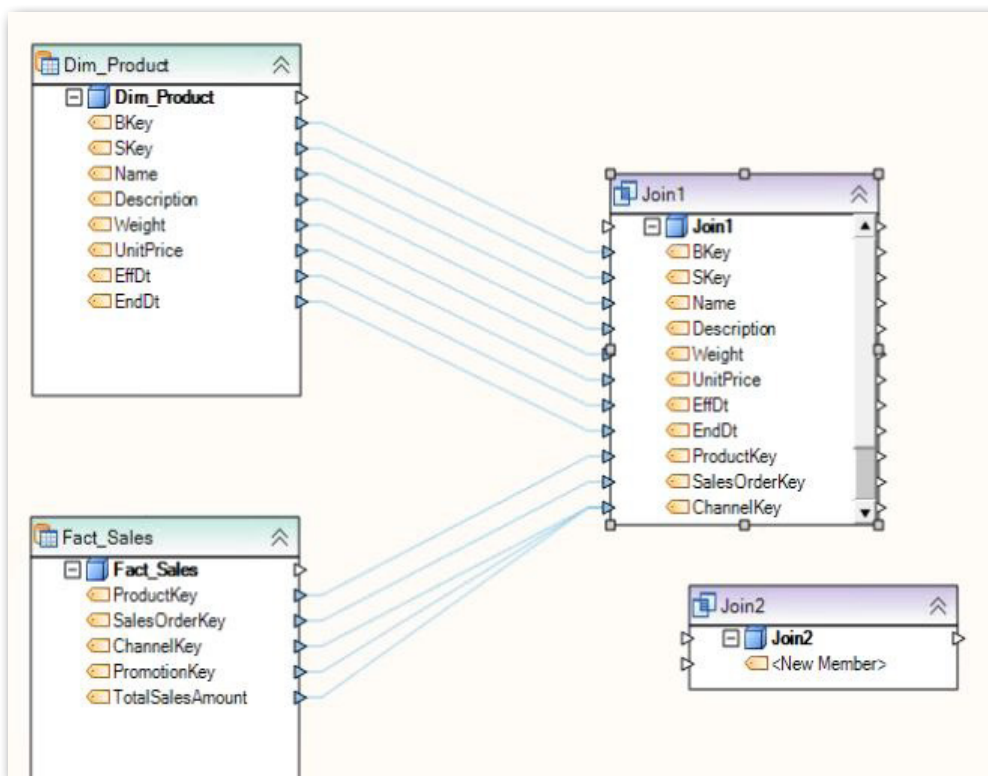 Dim_Product
Dim_Product
BKey
SKey
Name
Description
Weight
UnitPrice
EffDt
EndDt
Join1
Join1
BKey
SKey
Name
Description
Weight
UnitPrice
EffDt
EndDt
ProductKey
SalesOrderKey
ChannelKey
Fact_Sales
Fact_Sales
ProductKey
SalesOrderKey
ChannelKey
PromotionKey
TotalSalesAmount
Join2
Join2
<New Member>